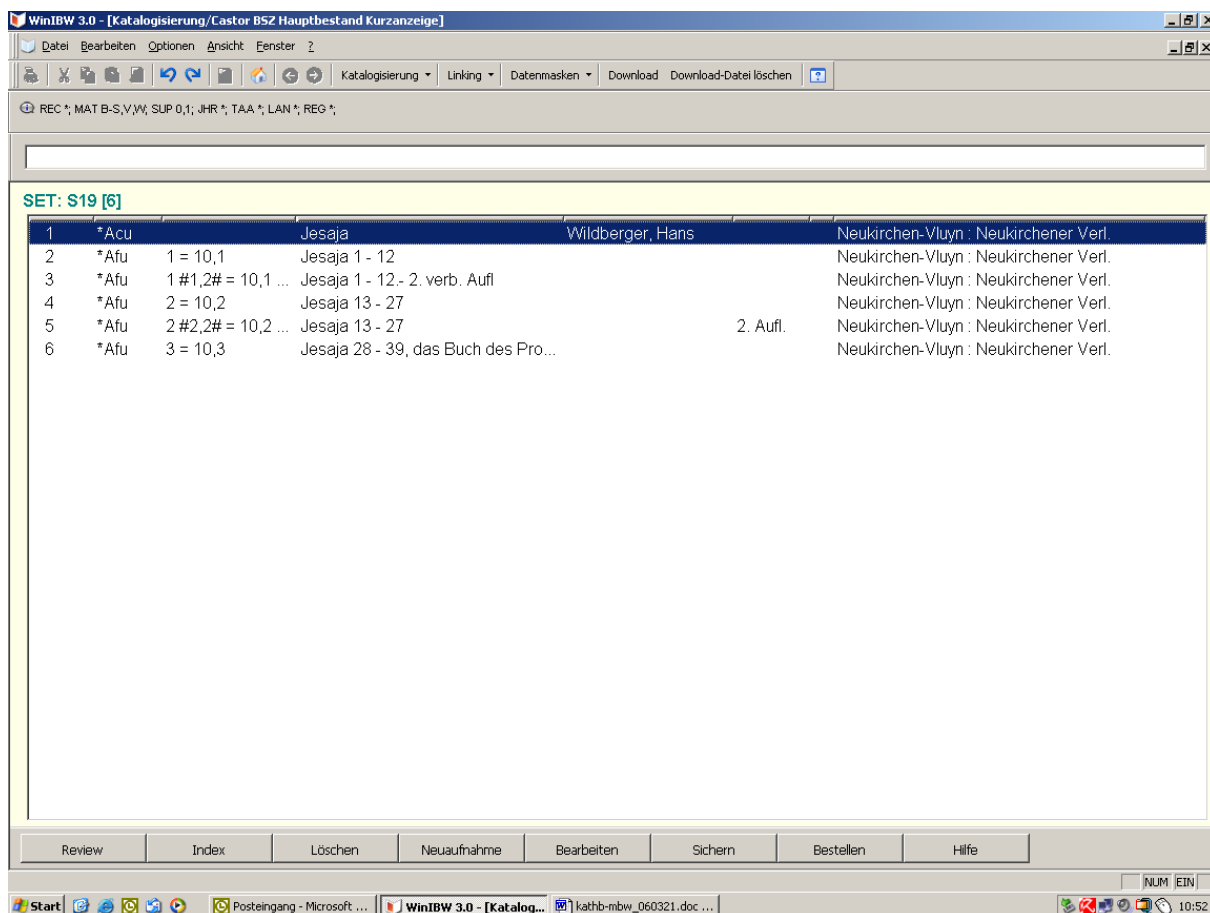 WinIBW 3.0 - [Katalogisierung/Castor BSZ Hauptbestand Kurzanzeige]
Datei Bearbeiten Optionen Ansicht Fenster ?
Katalogisierung Linking Datenmasken Download Download-Datei löschen
REC *; MAT B-S,V,W; SUP 0,1; JHR *; TAA *; LAN *; REG *;
SET: S19 [6]
1 *Acu Jesaja Wildberger, Hans Neukirchen-Vluyn : Neukirchener Verl.
2 *Afu 1 = 10,1 Jesaja 1 - 12 Neukirchen-Vluyn : Neukirchener Verl.
3 *Afu 1 #1,2# = 10,1 ... Jesaja 1 - 12.- 2. verb. Aufl Neukirchen-Vluyn : Neukirchener Verl.
4 *Afu 2 = 10,2 Jesaja 13 - 27 Neukirchen-Vluyn : Neukirchener Verl.
5 *Afu 2 #2,2# = 10,2 ... Jesaja 13 - 27 2. Aufl. Neukirchen-Vluyn : Neukirchener Verl.
6 *Afu 3 = 10,3 Jesaja 28 - 39, das Buch des Pro... Neukirchen-Vluyn : Neukirchener Verl.
Review Index Löschen Neuaufnahme Bearbeiten Sichern Bestellen Hilfe
NUM EIN
Start Posteingang - Microsoft ... WinIBW 3.0 - [Katalog... kathb-mbw_060321.doc ... 10:52